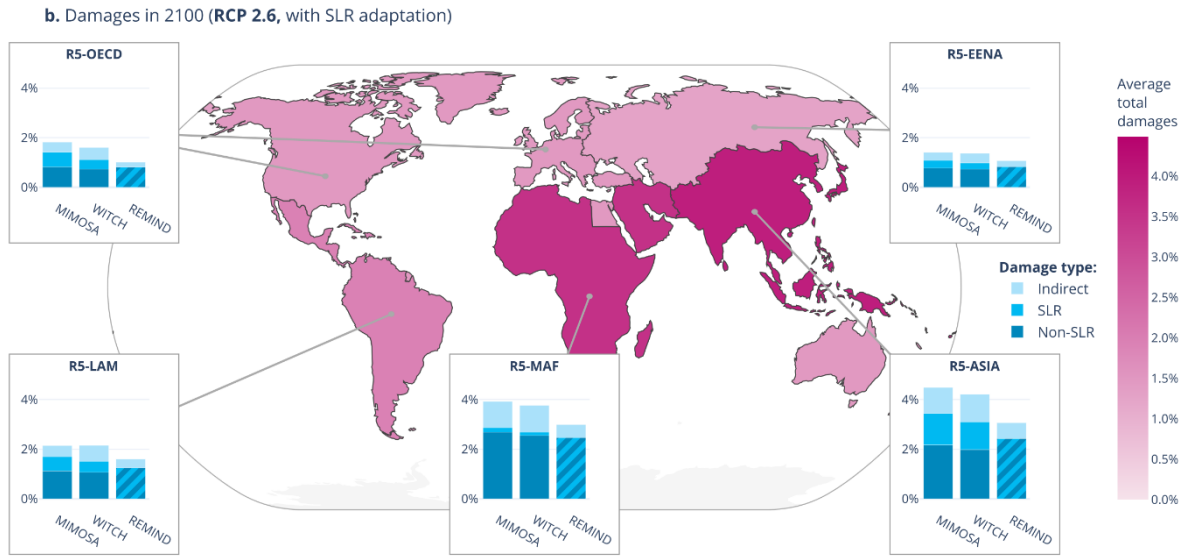 b. Damages in 2100 (RCP 2.6, with SLR adaptation)
R5-OECD
4%
2%
0%
MIMOSA
WITCH
REMIND
R5-EENA
4%
2%
0%
MIMOSA
WITCH
REMIND
Average
total
damages
4.0%
3.5%
3.0%
2.5%
2.0%
1.5%
1.0%
0.5%
0.0%
Damage type:
Indirect
SLR
Non-SLR
R5-LAM
4%
2%
0%
MIMOSA
WITCH
REMIND
R5-MAF
4%
2%
0%
MIMOSA
WITCH
REMIND
R5-ASIA
4%
2%
0%
MIMOSA
WITCH
REMIND